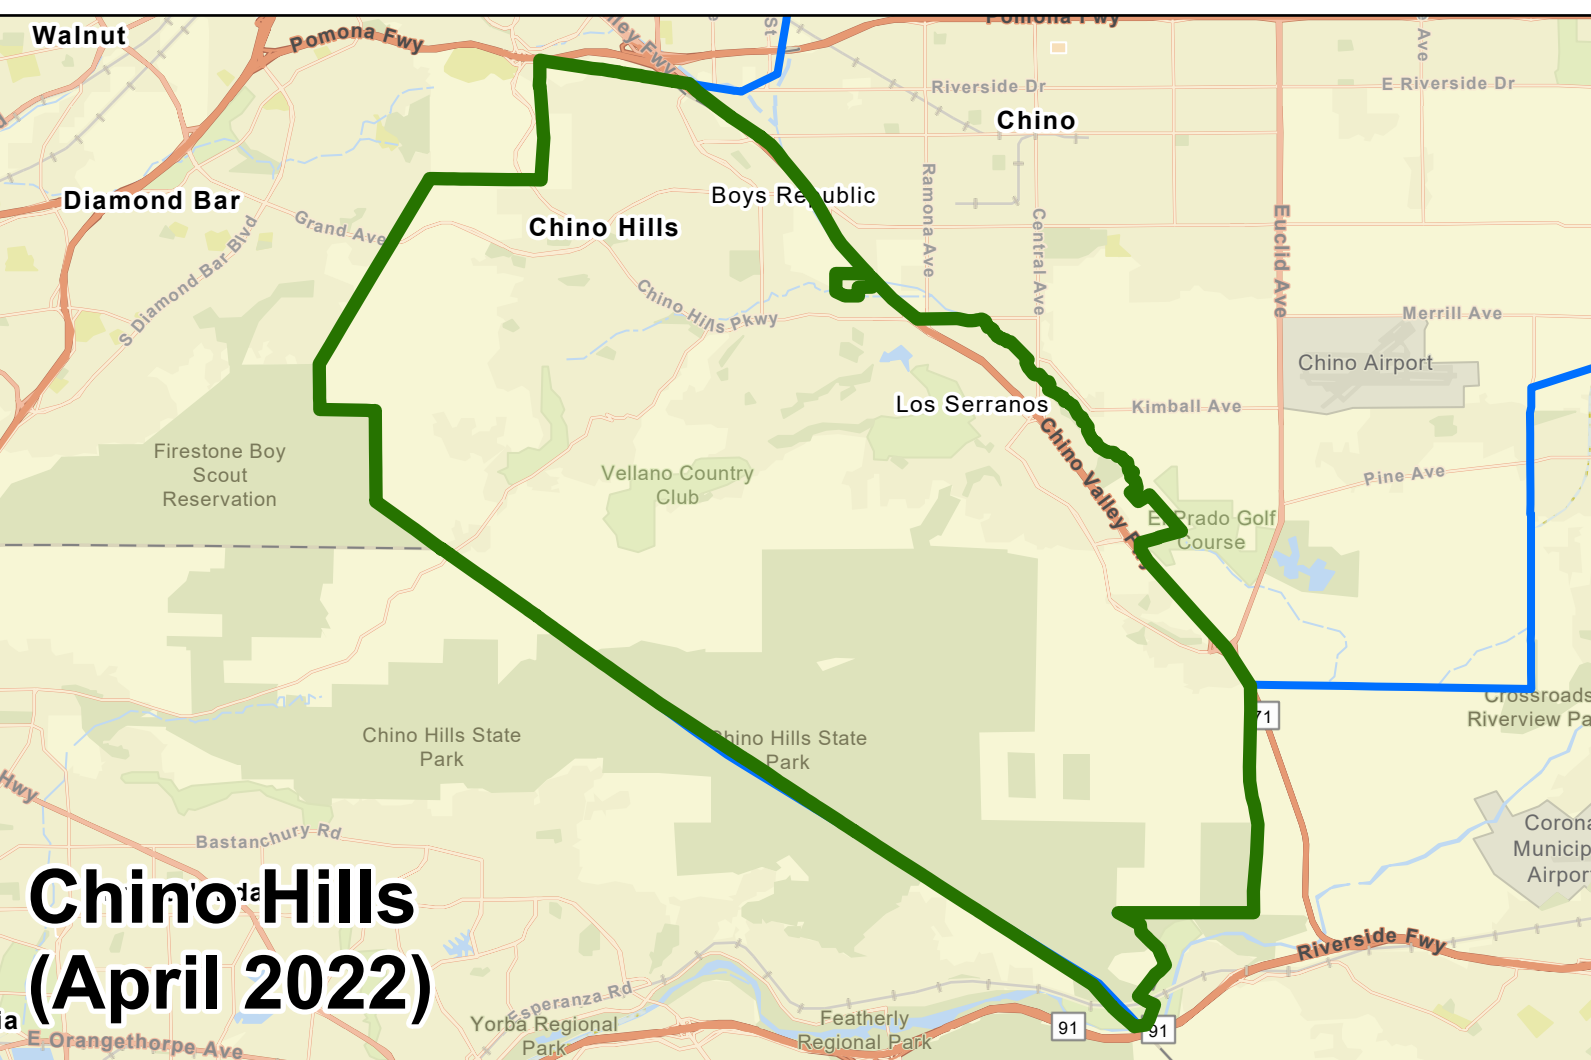 Walnut
Pomona Fwy
Pomona Fwy
St
Ave
Riverside Dr
E Riverside Dr
Chino
Diamond Bar
Boys Republic
Ramona Ave
Grand Ave
Chino Hills
Central Ave
Euclid Ave
S Diamond Bar Blvd
Chino Hills Pkwy
Merrill Ave
Chino Airport
Los Serranos
Kimball Ave
Firestone Boy
Scout
Reservation
Vellano Country
Club
Chino Valley
Pine Ave
El Prado Golf
Course
71
Crossroads
Riverview Pa
Chino Hills State
Park
Chino Hills State
Park
Hwy
Bastanchury Rd
Corona
Municip
Airpor
Chino Hills
(April 2022)
Riverside Fwy
Esperanza Rd
Yorba Regional
Park
Featherly
Regional Park
91
91
ia
E Orangethorpe Ave